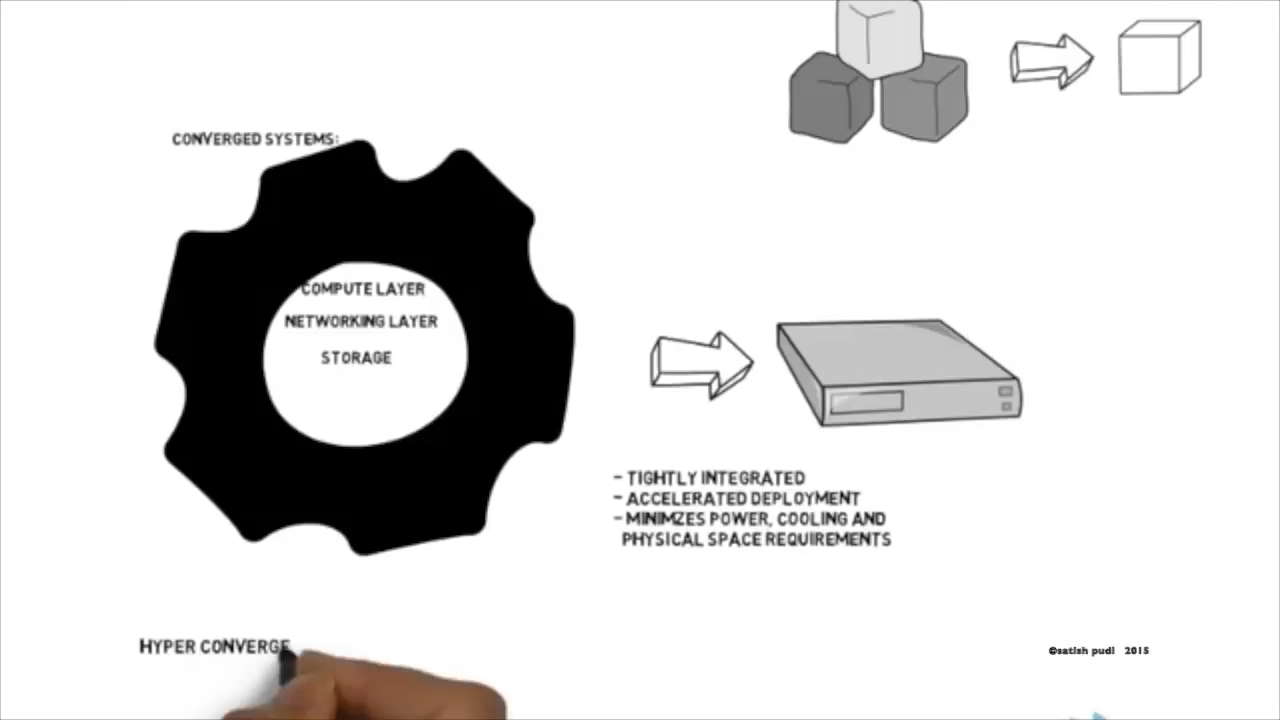 CONVERGED SYSTEMS:
COMPUTE LAYER
NETWORKING LAYER
STORAGE
- TIGHTLY INTEGRATED
- ACCELERATED DEPLOYMENT
- MINIMZES POWER, COOLING AND
PHYSICAL SPACE REQUIREMENTS
HYPER CONVERGE
©satish pudi 2015